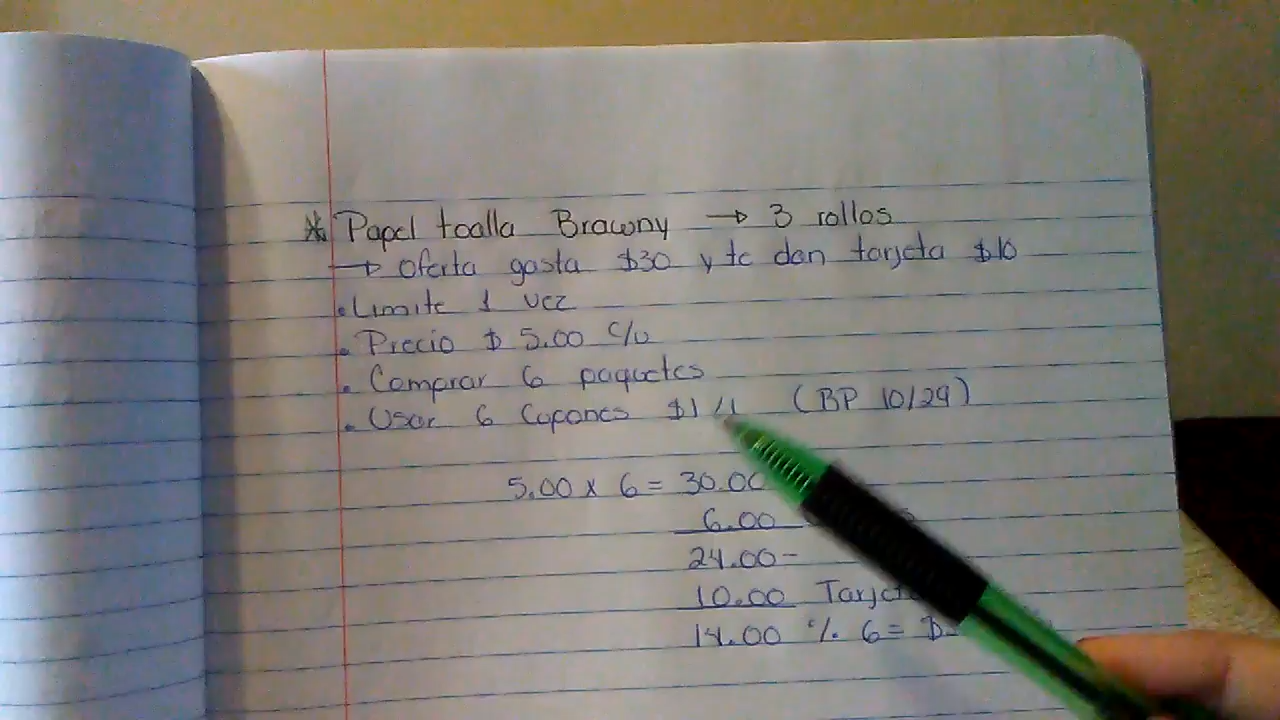 * Papel toalla Brawny → 3 rollos
→ oferta gasta $30 y te dan tarjeta $10
• Limite 1 vez
• Precio $ 5.00 c/u
• Comprar 6 paquetes
• Usar 6 Cupones $1/1 (BP 10/29)
5.00 x 6 = 30.00
6.00
24.00-
10.00
14.00 % 6 = $